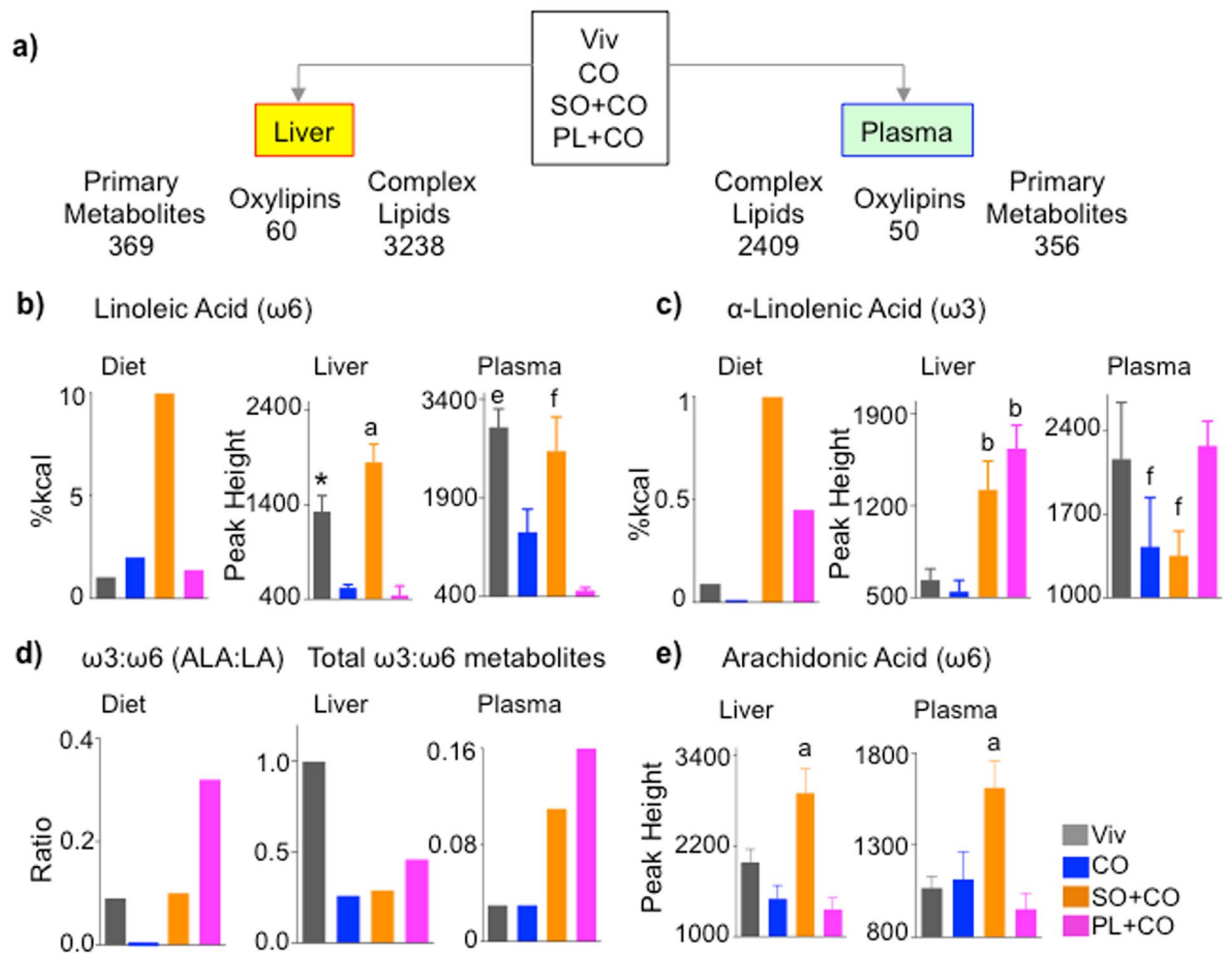 a)
Viv
CO
SO+CO
PL+CO
Liver
Plasma
Primary
Metabolites
369
Oxylipins
60
Complex
Lipids
3238
Complex
Lipids
2409
Oxylipins
50
Primary
Metabolites
356
b) Linoleic Acid (ω6)
Diet Liver Plasma
%kcal
10
5
0
Peak Height
2400
1400
400
* a
3400
1900
400
e f
c) α-Linolenic Acid (ω3)
Diet Liver Plasma
%kcal
1
0.5
0
Peak Height
1900
1200
500
b b
2400
1700
1000
f f
d) ω3:ω6 (ALA:LA) Total ω3:ω6 metabolites
Diet Liver Plasma
Ratio
0.4
0.2
0.0
1.0
0.5
0.0
0.16
0.08
0
e) Arachidonic Acid (ω6)
Liver Plasma
Peak Height
3400
2200
1000
a
1800
1300
800
a
Viv
CO
SO+CO
PL+CO